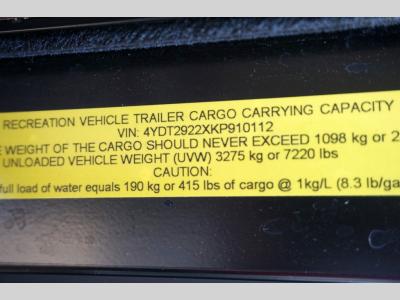 RECREATION VEHICLE TRAILER CARGO CARRYING CAPACITY
VIN: 4YDT2922XKP910112
E WEIGHT OF THE CARGO SHOULD NEVER EXCEED 1098 kg or 2
UNLOADED VEHICLE WEIGHT (UVW) 3275 kg or 7220 lbs
CAUTION:
full load of water equals 190 kg or 415 lbs of cargo @ 1kg/L (8.3 lb/ga